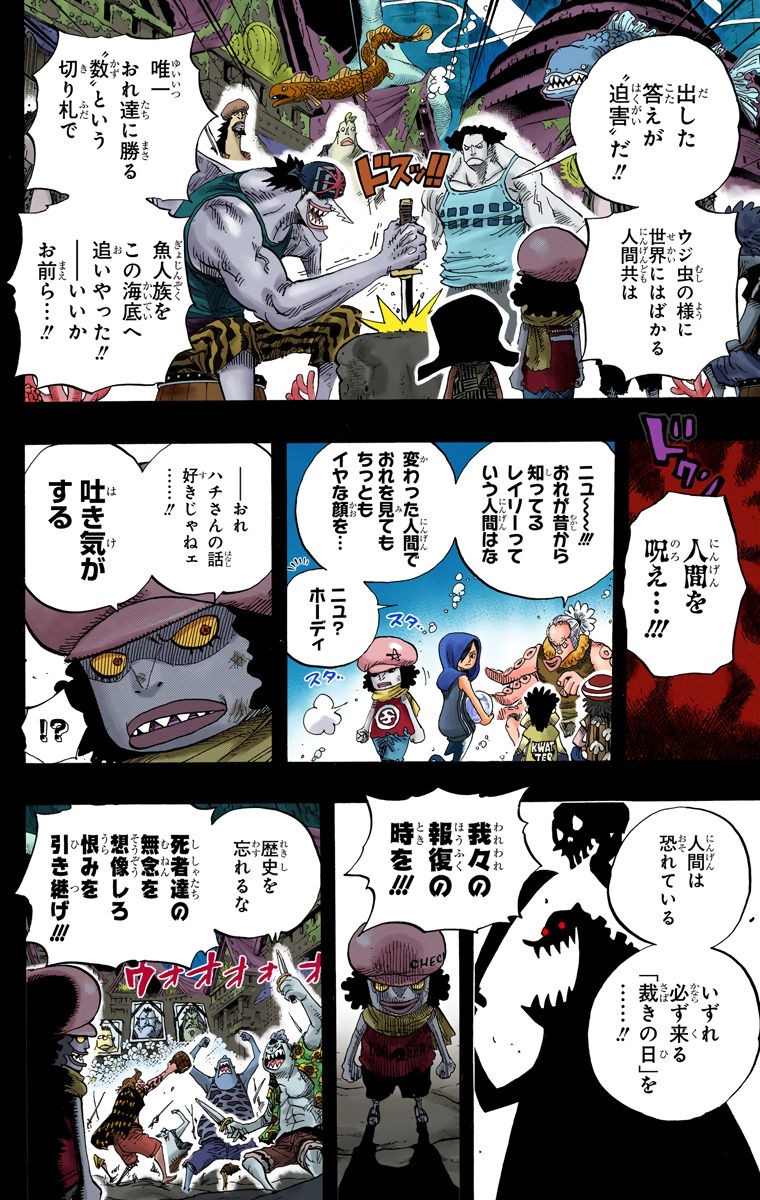 出した
答えが
〝迫害〟だ!!
ウジ虫の様に
世界にはばかる
人間共は
唯一
おれ達に勝る
〝数〟という
切り札で
魚人族を
この海底へ
追いやった!!
——いいか
お前ら…!!
ドスッ!!
ドクン
人間を
呪え…!!!
ニュ〜〜!!!
おれが昔から
知ってる
レイリーって
いう人間はな
変わった人間で
おれを見ても
ちっとも
イヤな顔を…
ニュ?
ホーディ
スタ…
スタ…
KWAT
TER
——おれ
ハチさんの話
好きじゃねェ
……!!
吐き気が
する
!?
人間は
恐れている
いずれ
必ず来る
「裁きの日」を
……!!
我々の
報復の
時を!!!
CHEC
歴史を
忘れるな
死者達の
無念を
想像しろ
恨みを
引き継げ!!!
ウォオオォォ